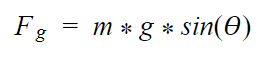 F_g = m * g * sin(Θ)